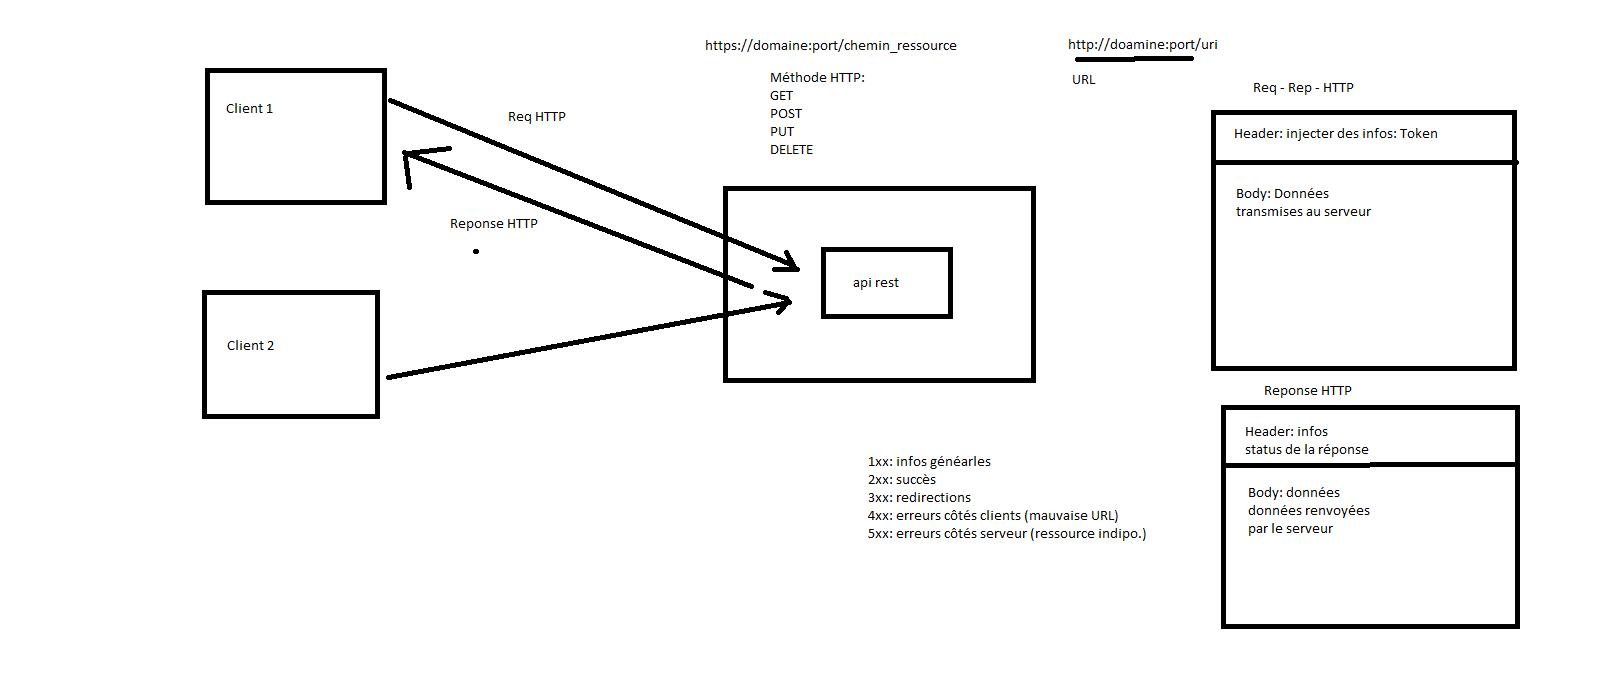 https://domaine:port/chemin_ressource
http://doamine:port/uri
URL
Méthode HTTP:
GET
POST
PUT
DELETE
Client 1
Req HTTP
Reponse HTTP
Client 2
api rest
Req - Rep - HTTP
Header: injecter des infos: Token
Body: Données
transmises au serveur
Reponse HTTP
Header: infos
status de la réponse
Body: données
données renvoyées
par le serveur
1xx: infos généarles
2xx: succès
3xx: redirections
4xx: erreurs côtés clients (mauvaise URL)
5xx: erreurs côtés serveur (ressource indipo.)